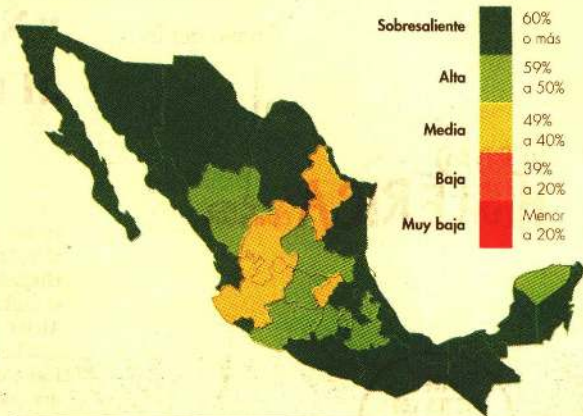 Sobresaliente
60%
o más
Alta
59%
a 50%
Media
49%
a 40%
Baja
39%
a 20%
Muy baja
Menor
a 20%